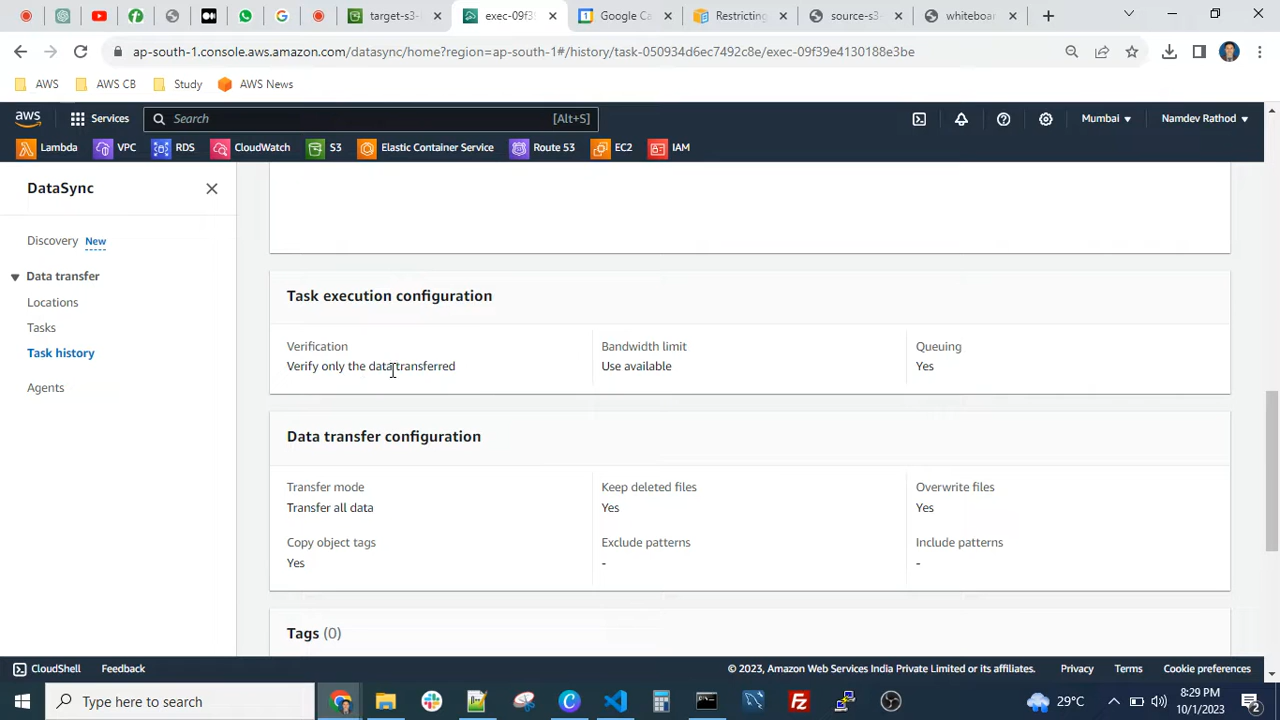 target-s3-
exec-09f3
Google Ca
Restricting
source-s3-
whiteboar
ap-south-1.console.aws.amazon.com/datasync/home?region=ap-south-1#/history/task-050934d6ec7492c8e/exec-09f39e4130188e3be
AWS
AWS CB
Study
AWS News
aws
Services
Search
[Alt+S]
Mumbai
Namdev Rathod
Lambda
VPC
RDS
CloudWatch
S3
Elastic Container Service
Route 53
EC2
IAM
DataSync
Discovery New
Data transfer
Locations
Tasks
Task history
Agents
Task execution configuration
Verification
Verify only the data transferred
Bandwidth limit
Use available
Queuing
Yes
Data transfer configuration
Transfer mode
Transfer all data
Keep deleted files
Yes
Overwrite files
Yes
Copy object tags
Yes
Exclude patterns
-
Include patterns
-
Tags (0)
CloudShell
Feedback
© 2023, Amazon Web Services India Private Limited or its affiliates.
Privacy
Terms
Cookie preferences
Type here to search
29°C
8:29 PM
10/1/2023
2